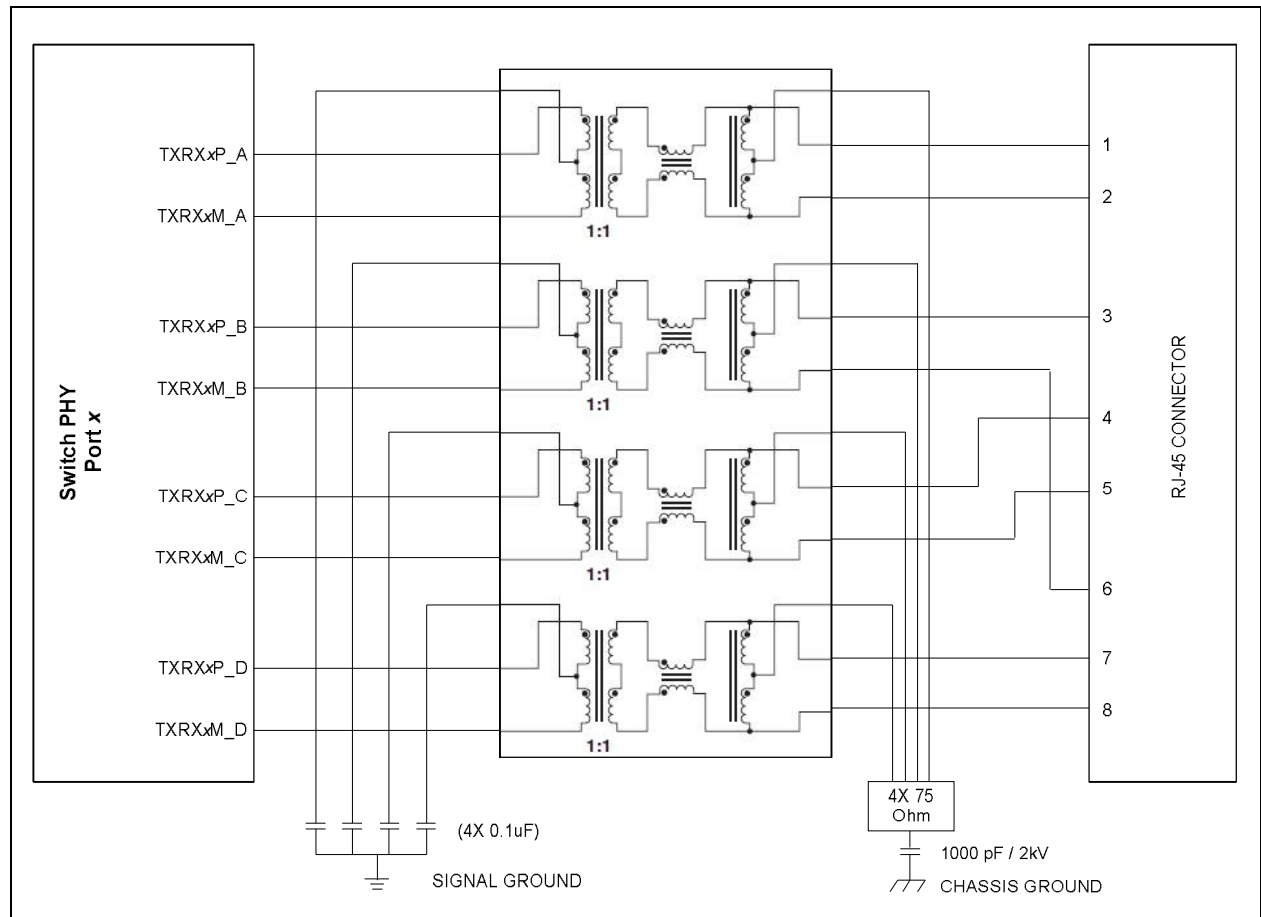 Switch PHY
Port x
TXRXxP_A
TXRXxM_A
TXRXxP_B
TXRXxM_B
TXRXxP_C
TXRXxM_C
TXRXxP_D
TXRXxM_D
1:1
1:1
1:1
1:1
1
2
3
4
5
6
7
8
RJ-45 CONNECTOR
(4X 0.1uF)
SIGNAL GROUND
4X 75
Ohm
1000 pF / 2kV
CHASSIS GROUND